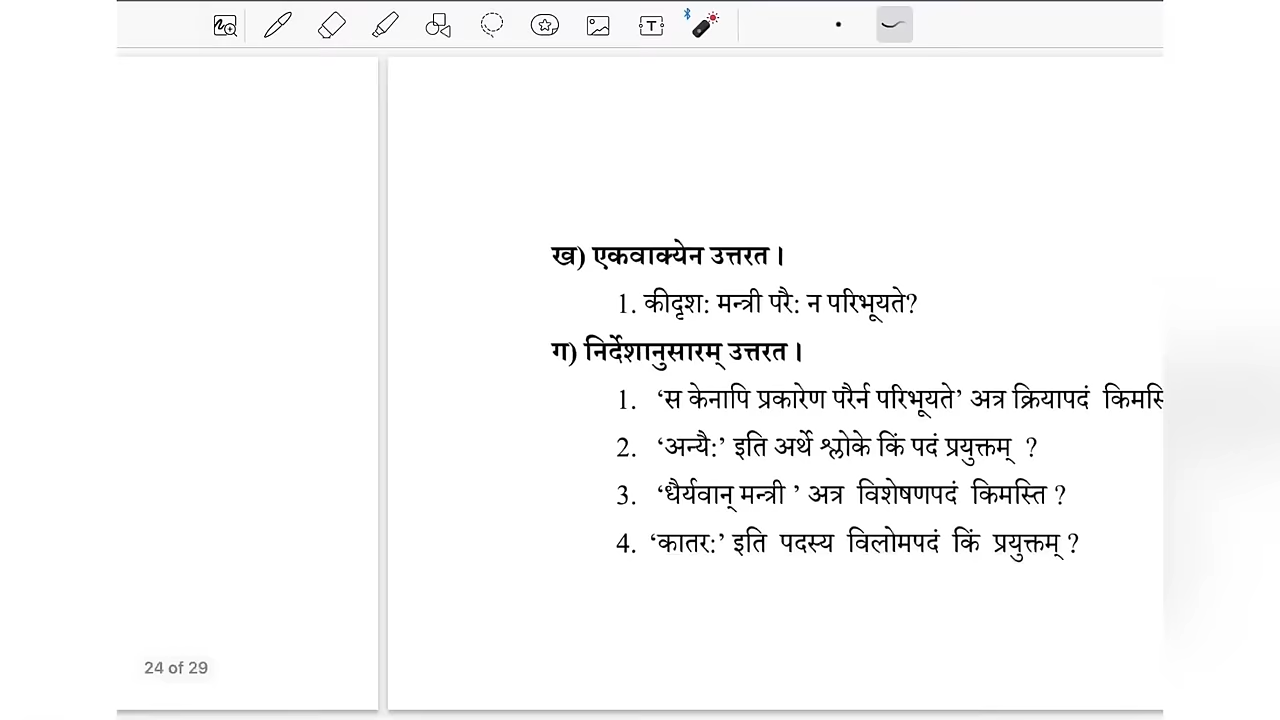 ख) एकवाक्येन उत्तरत ।
1. कीदृश: मन्त्री परै: न परिभूयते?
ग) निर्देशानुसारम् उत्तरत ।
1. ‘स केनापि प्रकारेण परैर्न परिभूयते’ अत्र क्रियापदं किमस्ि
2. ‘अन्यै:’ इति अर्थे श्लोके किं पदं प्रयुक्तम् ?
3. ‘धैर्यवान् मन्त्री ’ अत्र विशेषणपदं किमस्ति ?
4. ‘कातर:’ इति पदस्य विलोमपदं किं प्रयुक्तम् ?
24 of 29